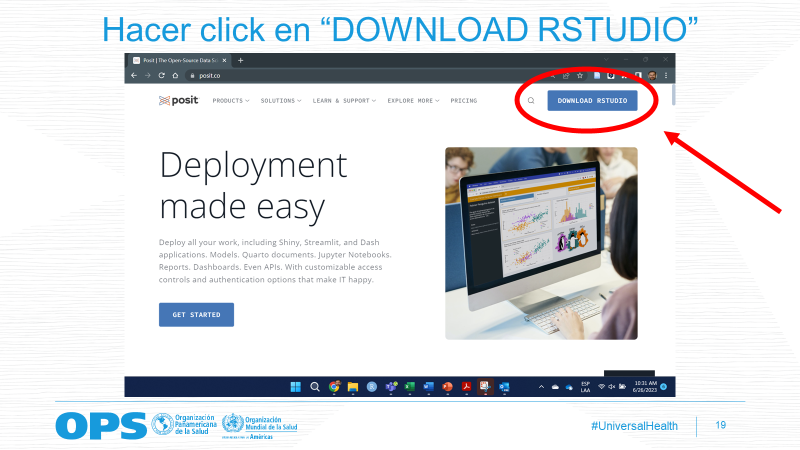 Hacer click en “DOWNLOAD RSTUDIO”
Posit | The Open-Source Data Sc
posit.co
posit
PRODUCTS
SOLUTIONS
LEARN & SUPPORT
EXPLORE MORE
PRICING
DOWNLOAD RSTUDIO
Deployment
made easy
Deploy all your work, including Shiny, Streamlit, and Dash
applications. Models. Quarto documents. Jupyter Notebooks.
Reports. Dashboards. Even APIs. With customizable access
controls and authentication options that make IT happy.
GET STARTED
ESP
LAA
10:31 AM
6/26/2023
OPS
Organización
Panamericana
de la Salud
Organización
Mundial de la Salud
Américas
#UniversalHealth
19